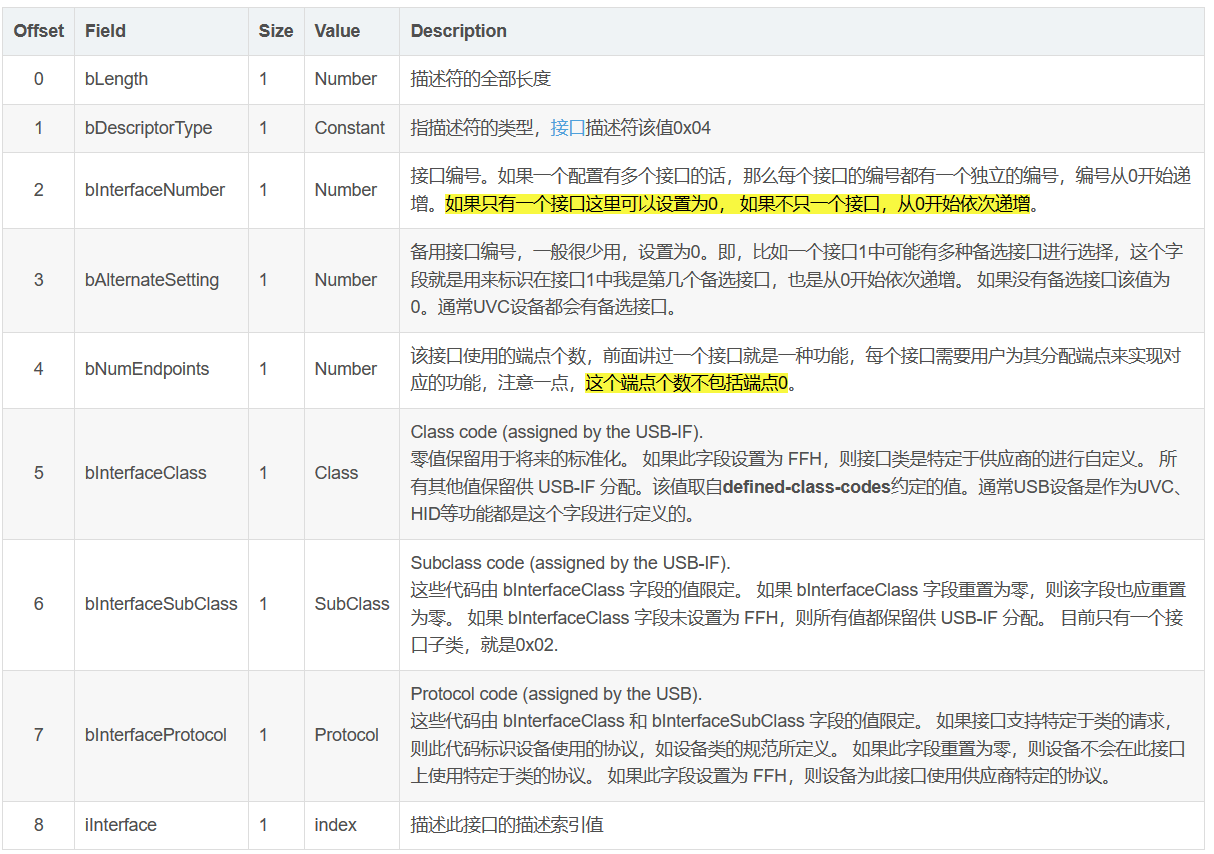 Offset Field Size Value Description
0 bLength 1 Number 描述符的全部长度
1 bDescriptorType 1 Constant 指描述符的类型，接口描述符该值0x04
2 bInterfaceNumber 1 Number 接口编号。如果一个配置有多个接口的话，那么每个接口的编号都有一个独立的编号，编号从0开始递
增。如果只有一个接口这里可以设置为0， 如果不只一个接口，从0开始依次递增。
3 bAlternateSetting 1 Number 备用接口编号，一般很少用，设置为0。即，比如一个接口1中可能有多种备选接口进行选择，这个字
段就是用来标识在接口1中我是第几个备选接口，也是从0开始依次递增。 如果没有备选接口该值为
0。通常UVC设备都会有备选接口。
4 bNumEndpoints 1 Number 该接口使用的端点个数，前面讲过一个接口就是一种功能，每个接口需要用户为其分配端点来实现对
应的功能，注意一点，这个端点个数不包括端点0。
5 bInterfaceClass 1 Class Class code (assigned by the USB-IF).
零值保留用于将来的标准化。 如果此字段设置为 FFH，则接口类是特定于供应商的进行自定义。 所
有其他值保留供 USB-IF 分配。该值取自defined-class-codes约定的值。通常USB设备是作为UVC、
HID等功能都是这个字段进行定义的。
6 bInterfaceSubClass 1 SubClass Subclass code (assigned by the USB-IF).
这些代码由 bInterfaceClass 字段的值限定。 如果 bInterfaceClass 字段重置为零，则该字段也应重置
为零。 如果 bInterfaceClass 字段未设置为 FFH，则所有值都保留供 USB-IF 分配。 目前只有一个接
口子类，就是0x02.
7 bInterfaceProtocol 1 Protocol Protocol code (assigned by the USB).
这些代码由 bInterfaceClass 和 bInterfaceSubClass 字段的值限定。 如果接口支持特定于类的请求，
则此代码标识设备使用的协议，如设备类的规范所定义。 如果此字段重置为零，则设备不会在此接口
上使用特定于类的协议。 如果此字段设置为 FFH，则设备为此接口使用供应商特定的协议。
8 iInterface 1 index 描述此接口的描述索引值